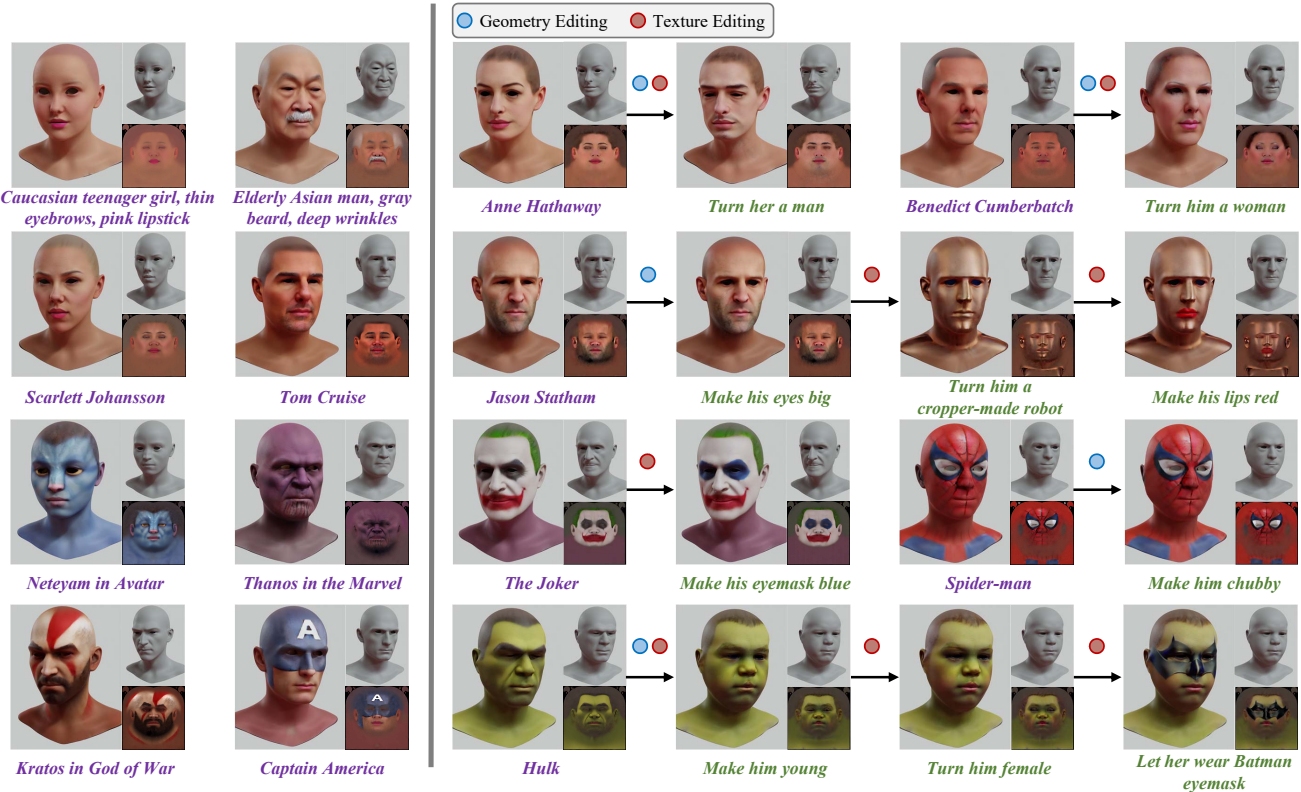 Geometry Editing
Texture Editing
Caucasian teenager girl, thin
eyebrows, pink lipstick
Elderly Asian man, gray
beard, deep wrinkles
Anne Hathaway
Turn her a man
Benedict Cumberbatch
Turn him a woman
Scarlett Johansson
Tom Cruise
Jason Statham
Make his eyes big
Turn him a
cropper-made robot
Make his lips red
Neteyam in Avatar
Thanos in the Marvel
The Joker
Make his eyemask blue
Spider-man
Make him chubby
A
A
Kratos in God of War
Captain America
Hulk
Make him young
Turn him female
Let her wear Batman
eyemask